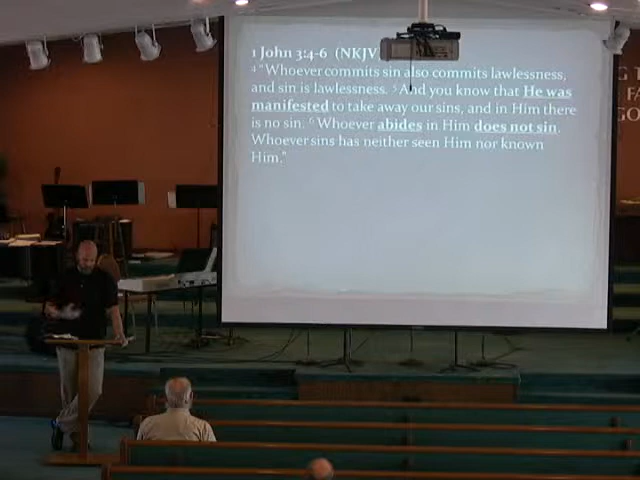 1 John 3:4-6 (NKJV
4 "Whoever commits sin also commits lawlessness,
and sin is lawlessness. 5 And you know that He was
manifested to take away our sins, and in Him there
is no sin. 6 Whoever abides in Him does not sin.
Whoever sins has neither seen Him nor known
Him."
G T
FA
GO